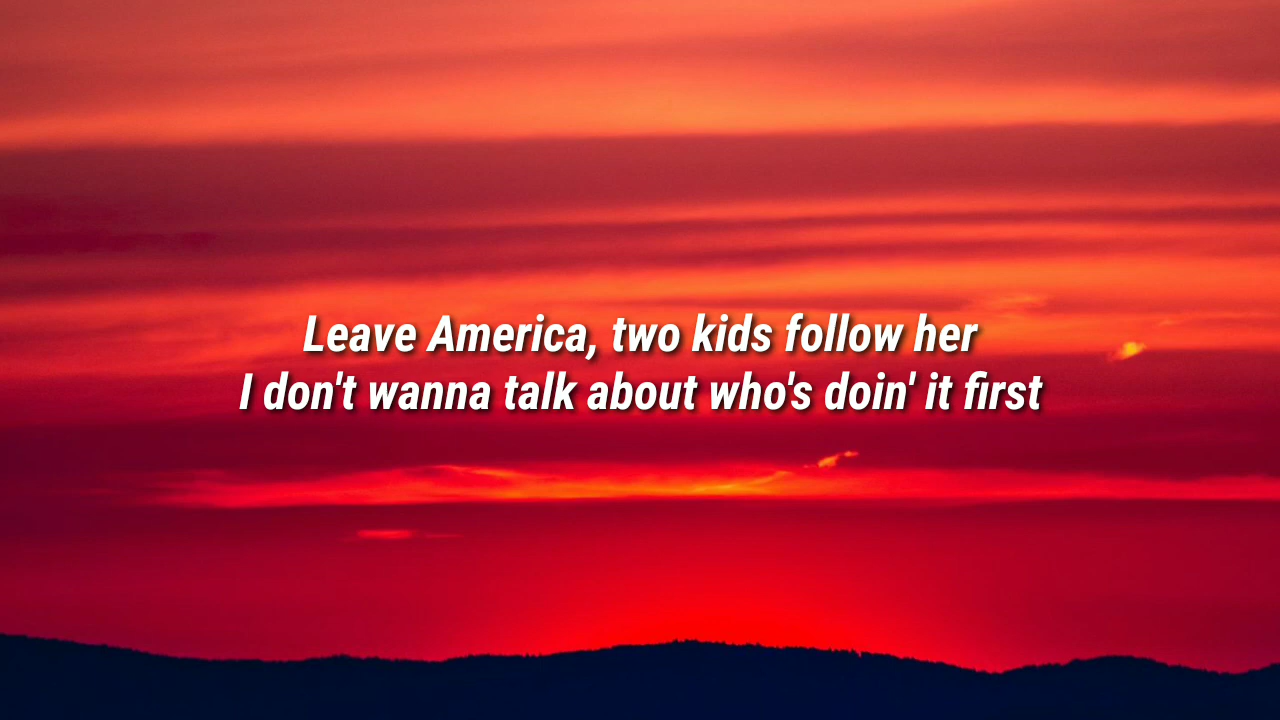 Leave America, two kids follow her
I don't wanna talk about who's doin' it first